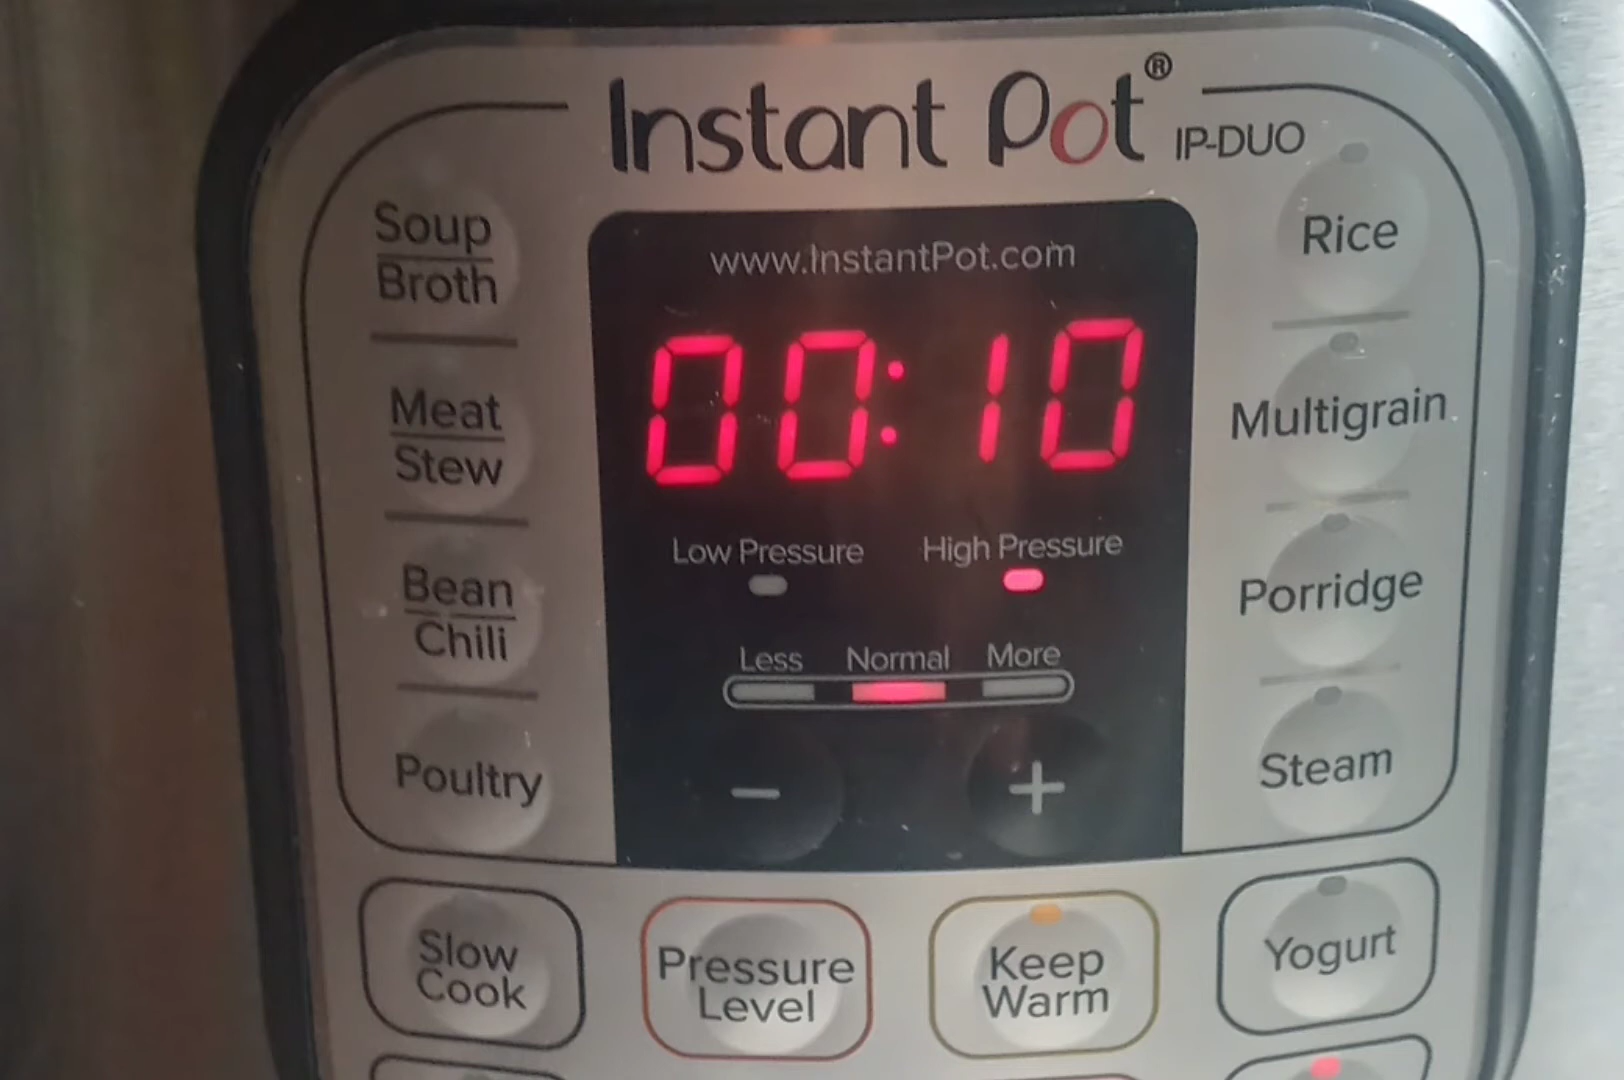 Instant Pot® IP-DUO
www.InstantPot.com
00:10
Low Pressure High Pressure
Less Normal More
− +
Soup
Broth
Meat
Stew
Bean
Chili
Poultry
Rice
Multigrain
Porridge
Steam
Slow
Cook
Pressure
Level
Keep
Warm
Yogurt